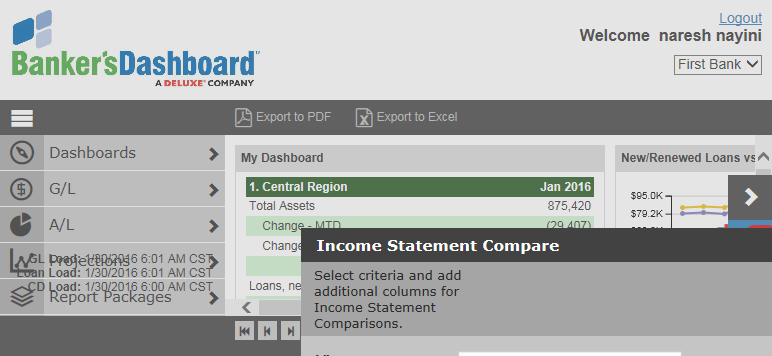 Logout
Welcome naresh nayini
Banker'sDashboard™
A DELUXE® COMPANY
First Bank
Export to PDF Export to Excel
Dashboards
G/L
A/L
Projections
Report Packages
GL Load: 1/30/2016 6:01 AM CST
Loan Load: 1/30/2016 6:01 AM CST
CD Load: 1/30/2016 6:00 AM CST
My Dashboard
1. Central Region Jan 2016
Total Assets 875,420
Change - MTD (29,407)
Change
Loans, ne
New/Renewed Loans vs
$95.0K
$79.2K
Income Statement Compare
Select criteria and add
additional columns for
Income Statement
Comparisons.